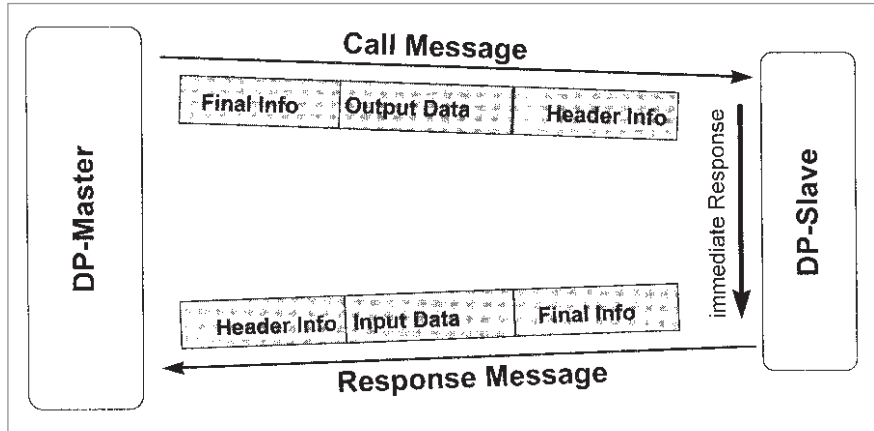 Call Message
Final Info Output Data Header Info
DP-Master
immediate Response
DP-Slave
Header Info Input Data Final Info
Response Message